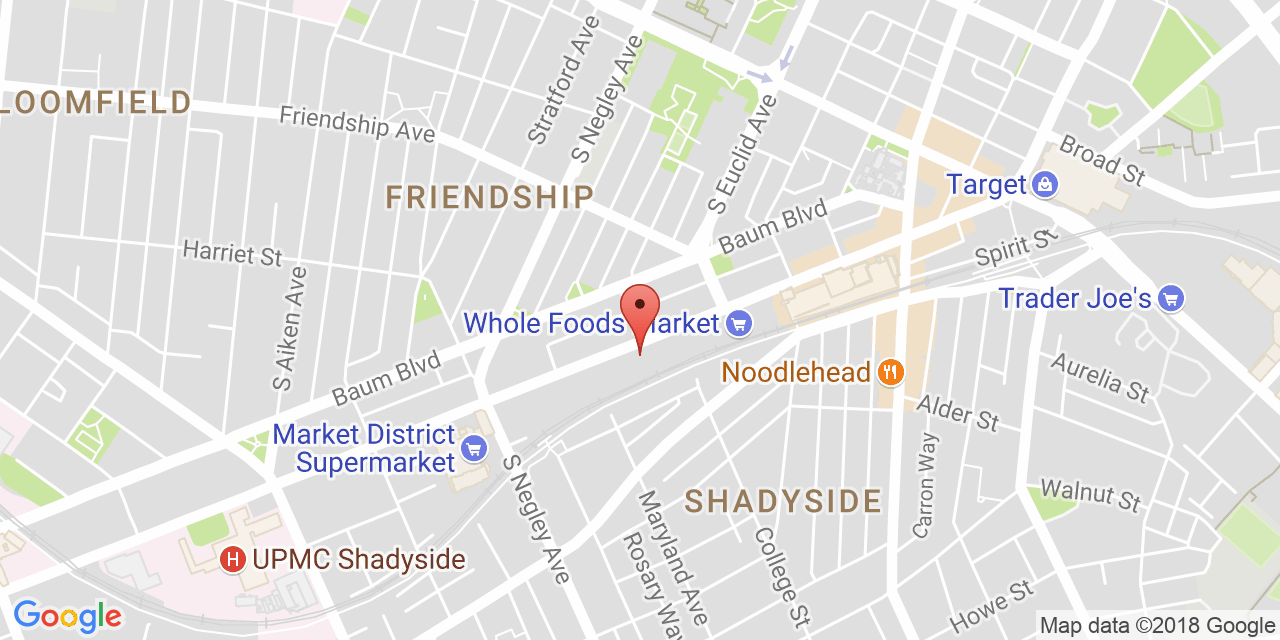 Stratford Ave
S Negley Ave
LOOMFIELD
Friendship Ave
S Euclid Ave
Broad St
FRIENDSHIP
Target
Baum Blvd
Harriet St
Spirit St
S Aiken Ave
Trader Joe's
Whole Foods Market
Baum Blvd
Noodlehead
Aurelia St
Alder St
Market District
Supermarket
S Negley Ave
Carron Way
SHADYSIDE
Walnut St
Maryland Ave
College St
Rosary Way
H UPMC Shadyside
Howe St
Google
Map data ©2018 Google